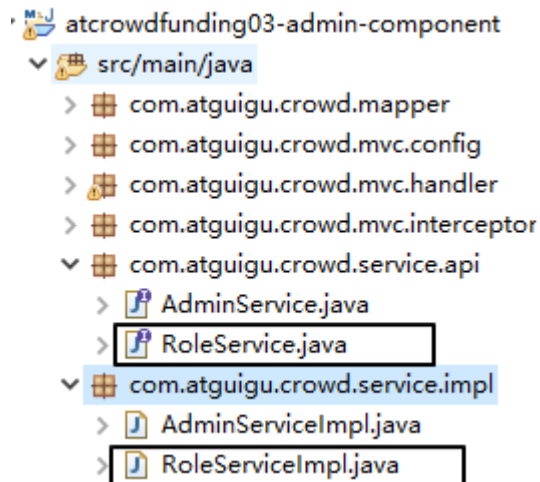 atcrowdfunding03-admin-component
src/main/java
com.atguigu.crowd.mapper
com.atguigu.crowd.mvc.config
com.atguigu.crowd.mvc.handler
com.atguigu.crowd.mvc.interceptor
com.atguigu.crowd.service.api
AdminService.java
RoleService.java
com.atguigu.crowd.service.impl
AdminServiceImpl.java
RoleServiceImpl.java